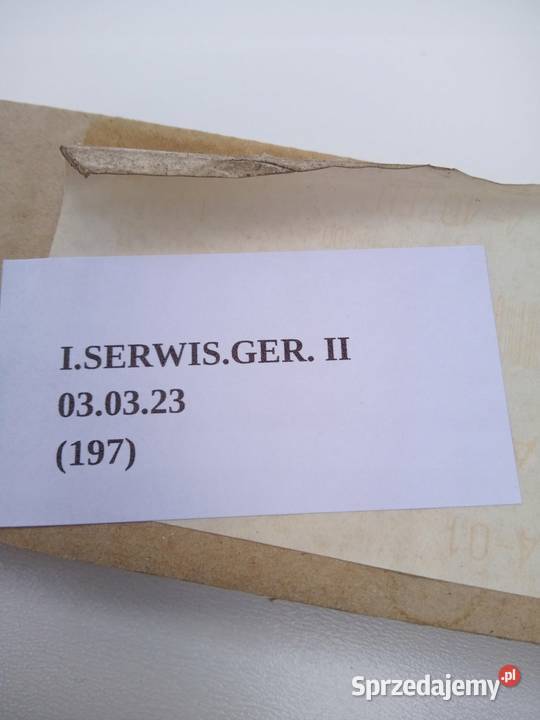 I.SERWIS.GER. II
03.03.23
(197)
Sprzedajemy.pl